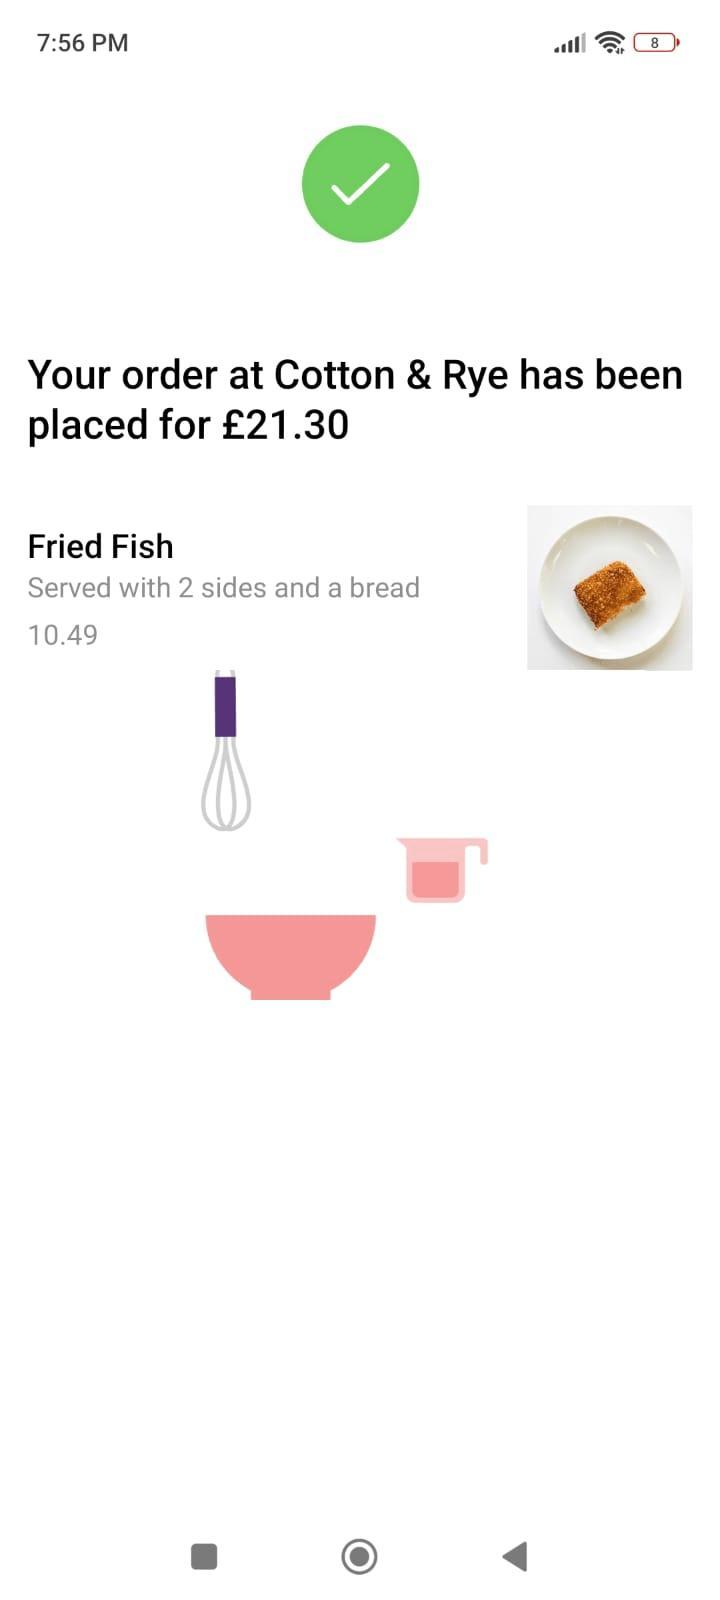 7:56 PM
8
Your order at Cotton & Rye has been
placed for £21.30
Fried Fish
Served with 2 sides and a bread
10.49